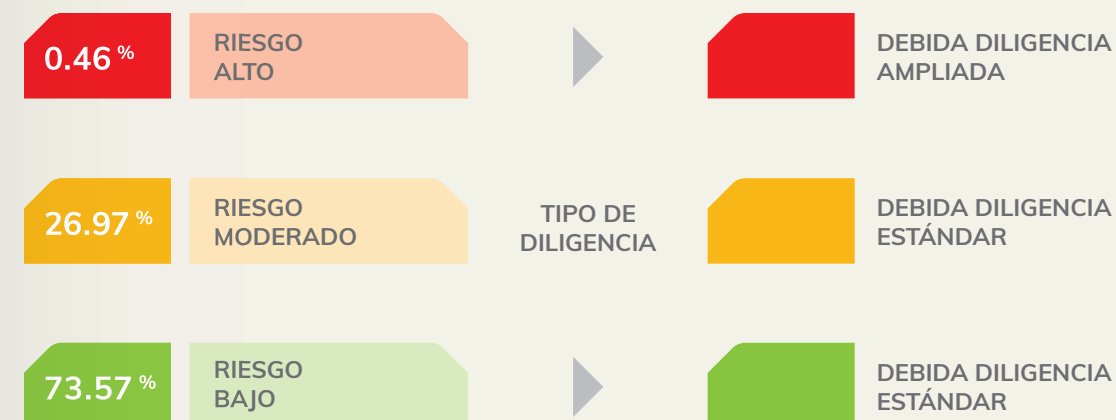 0.46 %
RIESGO
ALTO
DEBIDA DILIGENCIA
AMPLIADA
26.97 %
RIESGO
MODERADO
TIPO DE
DILIGENCIA
DEBIDA DILIGENCIA
ESTÁNDAR
73.57 %
RIESGO
BAJO
DEBIDA DILIGENCIA
ESTÁNDAR